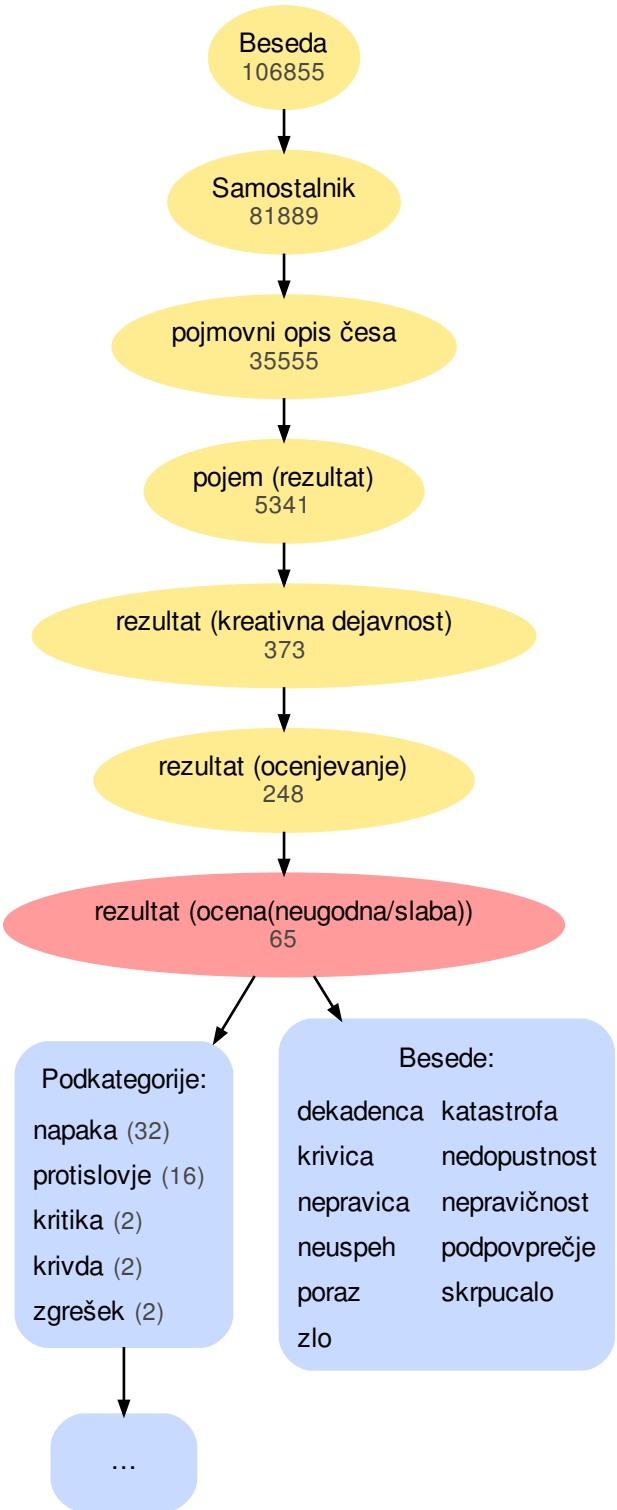 Beseda
106855
Samostalnik
81889
pojmovni opis česa
35555
pojem (rezultat)
5341
rezultat (kreativna dejavnost)
373
rezultat (ocenjevanje)
248
rezultat (ocena(neugodna/slaba))
65
Podkategorije:
napaka (32)
protislovje (16)
kritika (2)
krivda (2)
zgrešek (2)
...
Besede:
dekadenca katastrofa
krivica nedopustnost
nepravica nepravičnost
neuspeh podpovprečje
poraz skrpucalo
zlo